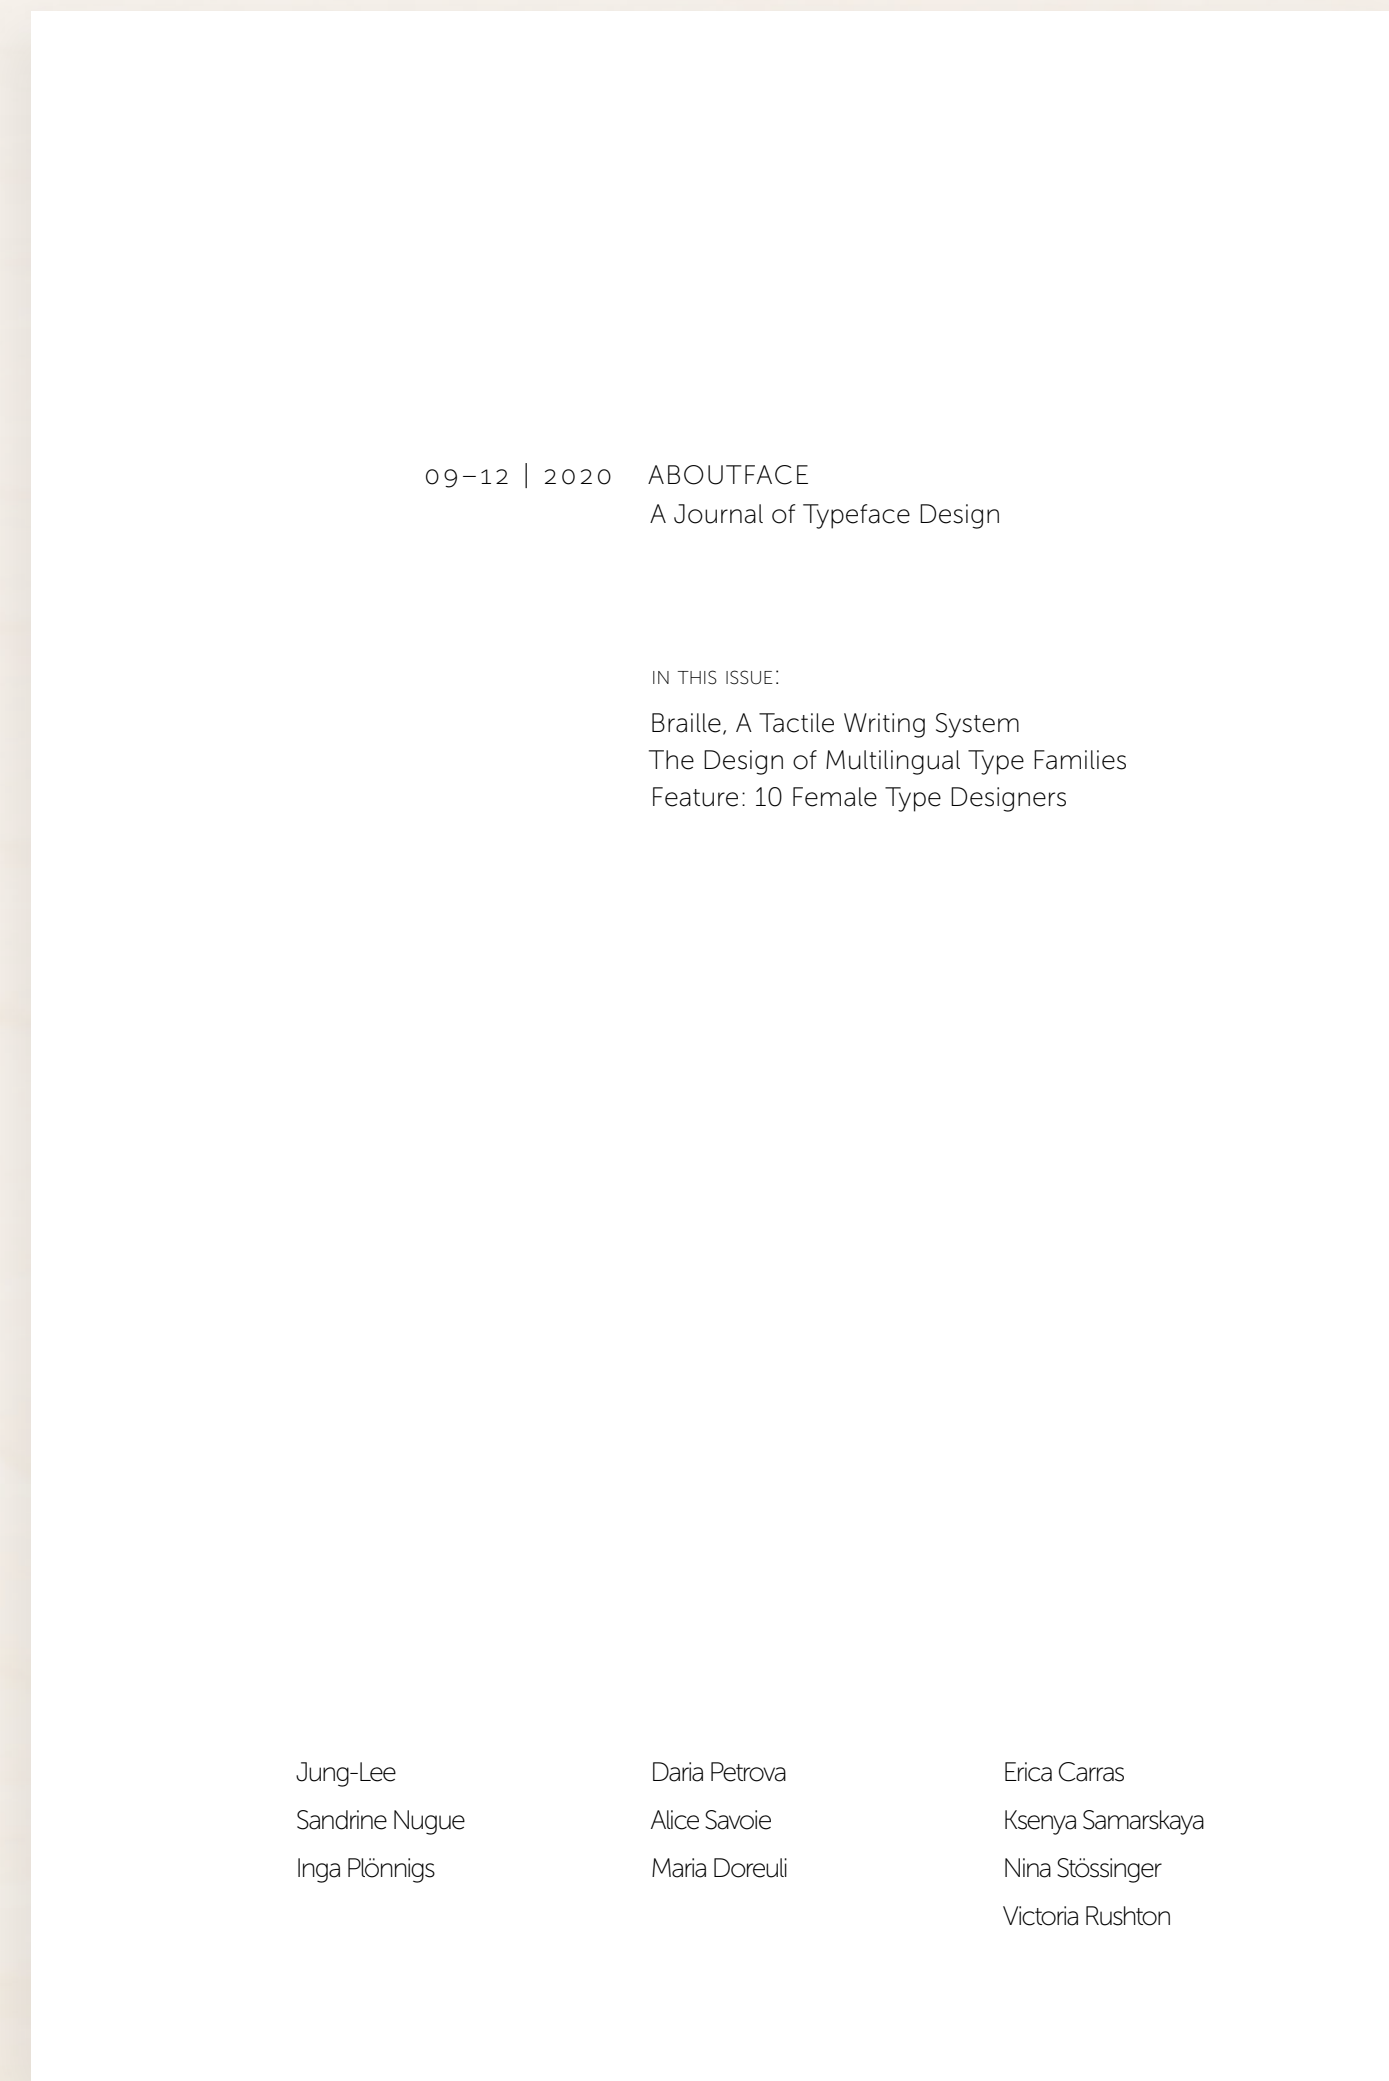 09–12 | 2020 ABOUTFACE
A Journal of Typeface Design
IN THIS ISSUE:
Braille, A Tactile Writing System
The Design of Multilingual Type Families
Feature: 10 Female Type Designers
Jung-Lee
Sandrine Nugue
Inga Plönnigs
Daria Petrova
Alice Savoie
Maria Doreuli
Erica Carras
Ksenya Samarskaya
Nina Stössinger
Victoria Rushton